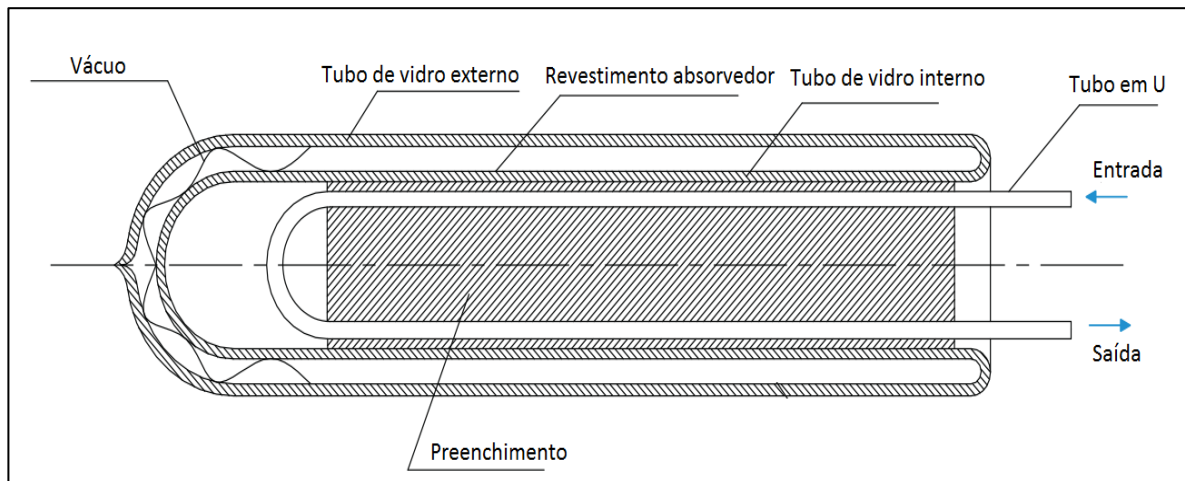 Vácuo
Tubo de vidro externo
Revestimento absorvedor
Tubo de vidro interno
Tubo em U
Entrada
Saída
Preenchimento